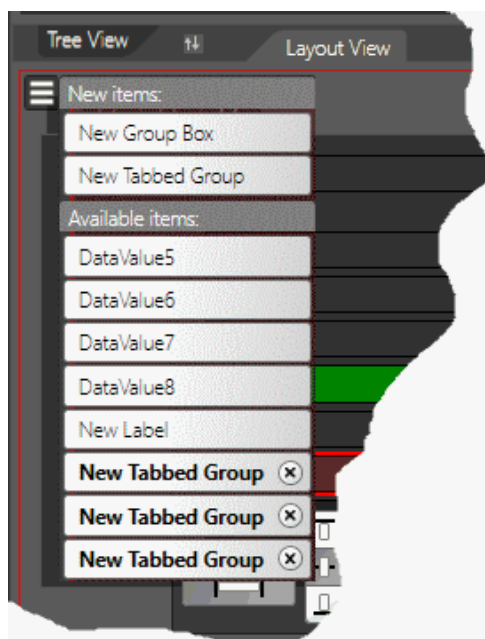 Tree View
Layout View
New items:
New Group Box
New Tabbed Group
Available items:
DataValue5
DataValue6
DataValue7
DataValue8
New Label
New Tabbed Group
New Tabbed Group
New Tabbed Group